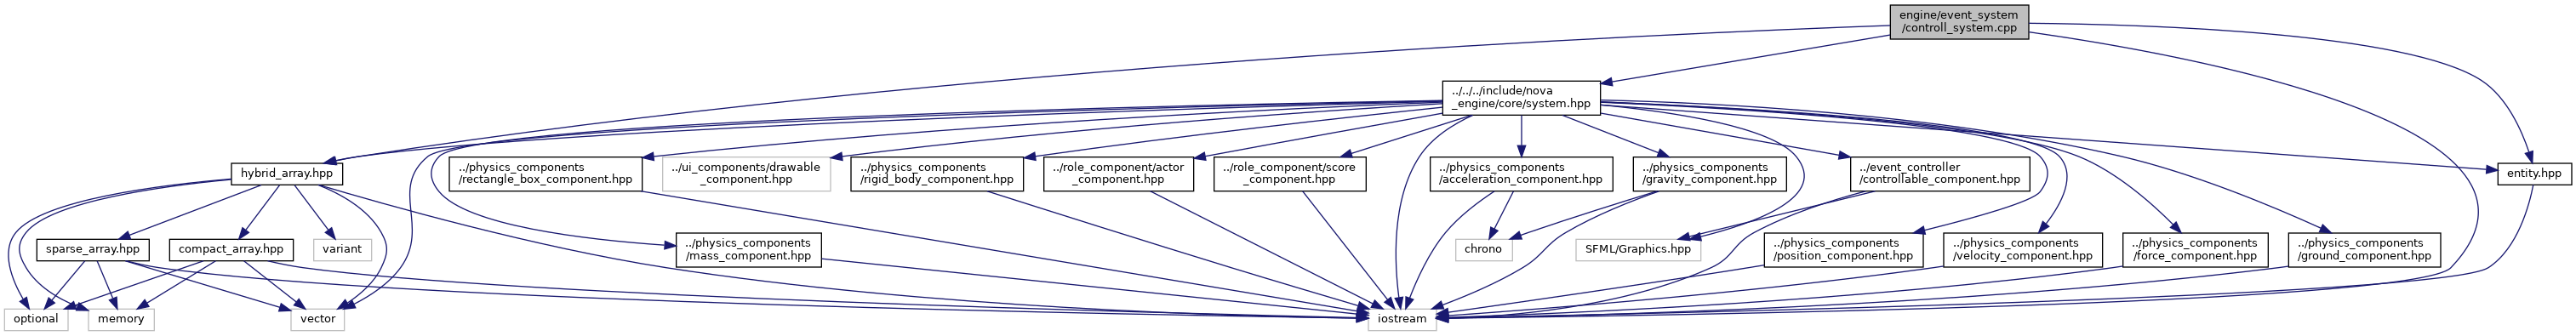 engine/event_system
/controll_system.cpp
../../../include/nova
_engine/core/system.hpp
hybrid_array.hpp
../physics_components
/rectangle_box_component.hpp
../ui_components/drawable
_component.hpp
../physics_components
/rigid_body_component.hpp
../role_component/actor
_component.hpp
../role_component/score
_component.hpp
../physics_components
/acceleration_component.hpp
../physics_components
/gravity_component.hpp
../event_controller
/controllable_component.hpp
entity.hpp
sparse_array.hpp
compact_array.hpp
variant
../physics_components
/mass_component.hpp
chrono
SFML/Graphics.hpp
../physics_components
/position_component.hpp
../physics_components
/velocity_component.hpp
../physics_components
/force_component.hpp
../physics_components
/ground_component.hpp
optional
memory
vector
iostream